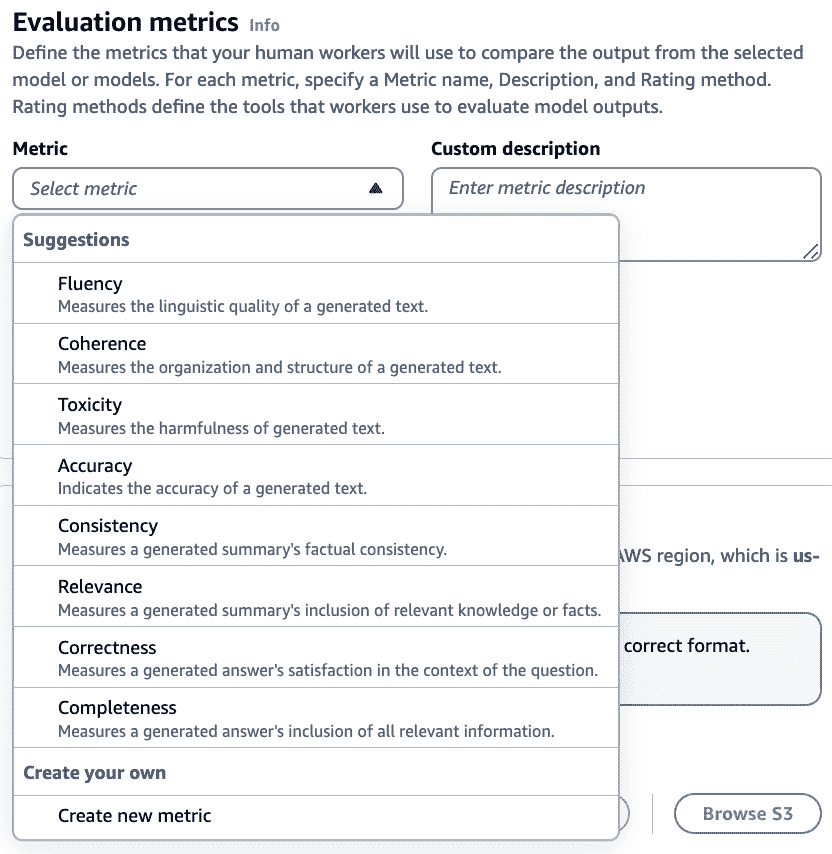 Evaluation metrics Info
Define the metrics that your human workers will use to compare the output from the selected
model or models. For each metric, specify a Metric name, Description, and Rating method.
Rating methods define the tools that workers use to evaluate model outputs.
Metric
Custom description
Select metric
Enter metric description
Suggestions
Fluency
Measures the linguistic quality of a generated text.
Coherence
Measures the organization and structure of a generated text.
Toxicity
Measures the harmfulness of generated text.
Accuracy
Indicates the accuracy of a generated text.
Consistency
Measures a generated summary's factual consistency.
AWS region, which is us-
Relevance
Measures a generated summary's inclusion of relevant knowledge or facts.
Correctness
correct format.
Measures a generated answer's satisfaction in the context of the question.
Completeness
Measures a generated answer's inclusion of all relevant information.
Create your own
Create new metric
Browse S3